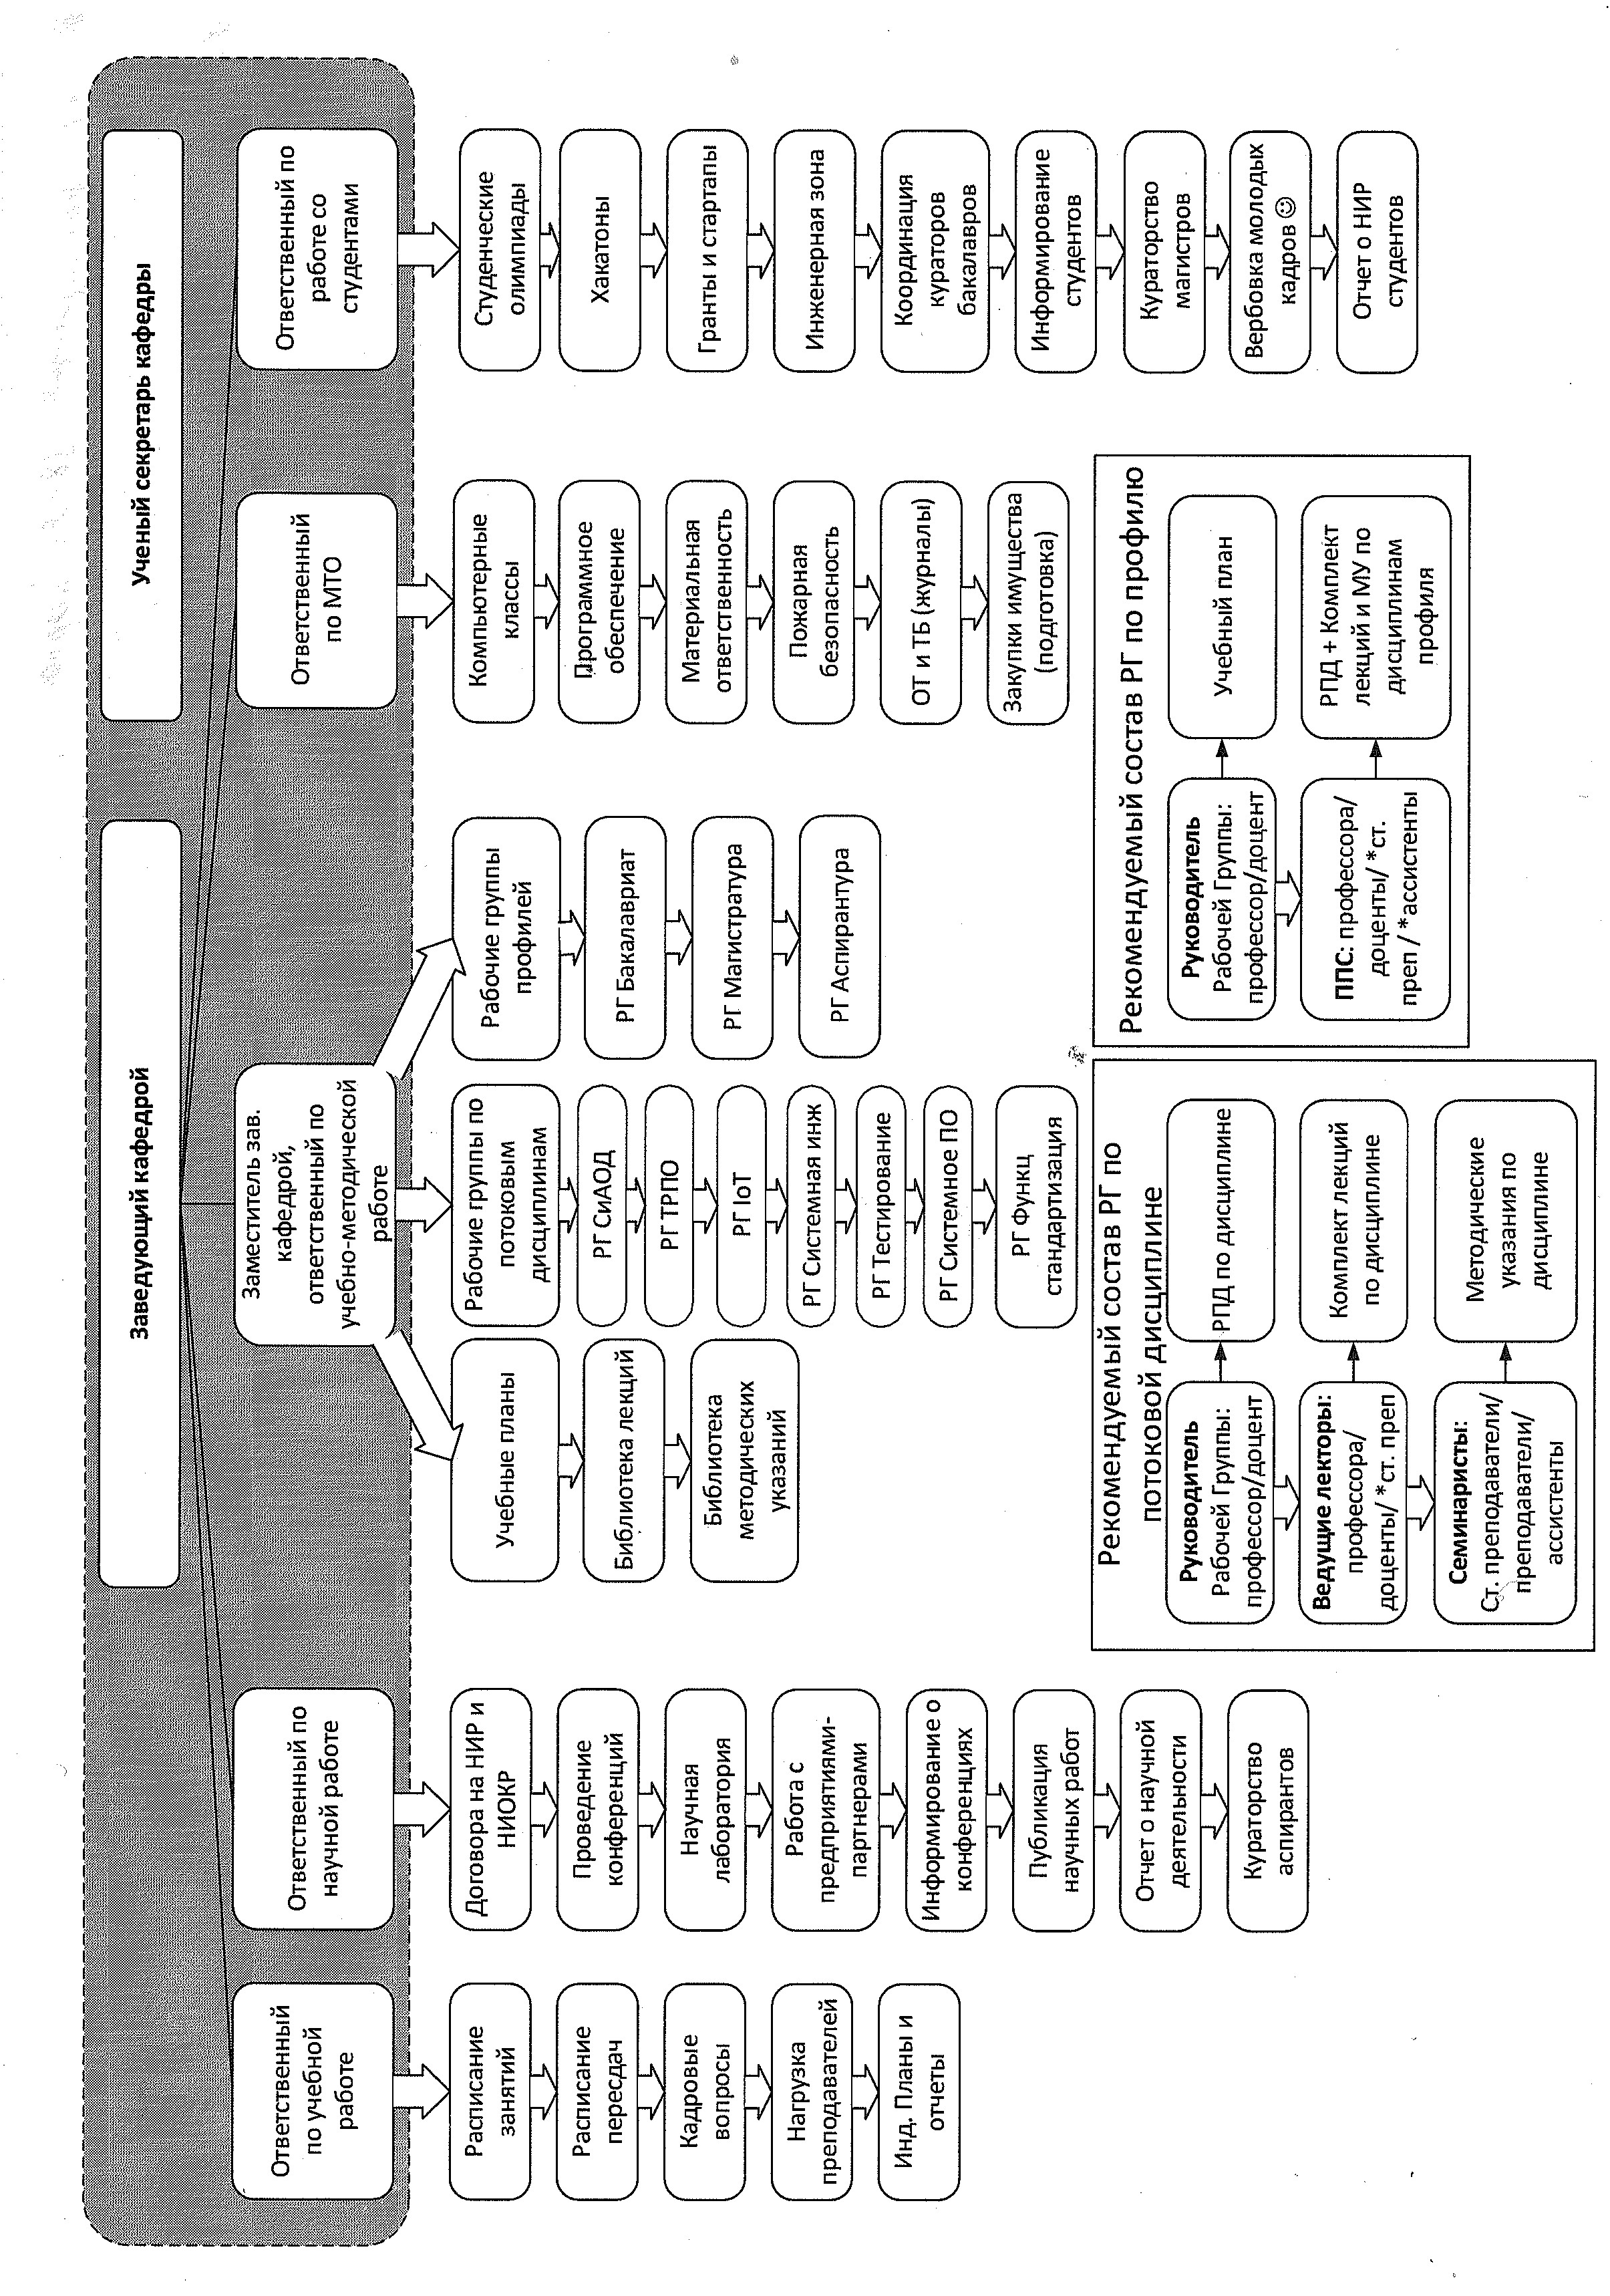 Заведующий кафедрой
Ученый секретарь кафедры
Ответственный
по учебной
работе
Ответственный по
научной работе
Заместитель зав.
кафедрой,
ответственный по
учебно-методической
работе
Ответственный
по МТО
Ответственный по
работе со
студентами
Расписание
занятий
Расписание
пересдач
Кадровые
вопросы
Нагрузка
преподавателей
Инд. Планы и
отчеты
Договора на НИР и
НИОКР
Проведение
конференций
Научная
лаборатория
Работа с
предприятиями-
партнерами
Информирование о
конференциях
Публикация
научных работ
Отчет о научной
деятельности
Кураторство
аспирантов
Учебные планы
Библиотека лекций
Библиотека
методических
указаний
Рабочие группы по
потоковым
дисциплинам
РГ СиАОД
РГ ТРПО
РГ IoT
РГ Системная инж
РГ Тестирование
РГ Системное ПО
РГ Функц
стандартизация
Рабочие группы
профилей
РГ Бакалавриат
РГ Магистратура
РГ Аспирантура
Компьютерные
классы
Программное
обеспечение
Материальная
ответственность
Пожарная
безопасность
ОТ и ТБ (журналы)
Закупки имущества
(подготовка)
Студенческие
олимпиады
Хакатоны
Гранты и стартапы
Инженерная зона
Координация
кураторов
бакалавров
Информирование
студентов
Кураторство
магистров
Вербовка молодых
кадров ☺
Отчет о НИР
студентов
Рекомендуемый состав РГ по
потоковой дисциплине
Руководитель
Рабочей Группы:
профессор/доцент
РПД по дисциплине
Ведущие лекторы:
профессора/
доценты/ *ст. преп
Комплект лекций
по дисциплине
Семинаристы:
Ст. преподаватели/
преподаватели/
ассистенты
Методические
указания по
дисциплине
Рекомендуемый состав РГ по профилю
Руководитель
Рабочей Группы:
профессор/доцент
Учебный план
ППС: профессора/
доценты/ *ст.
преп / *ассистенты
РПД + Комплект
лекций и МУ по
дисциплинам
профиля